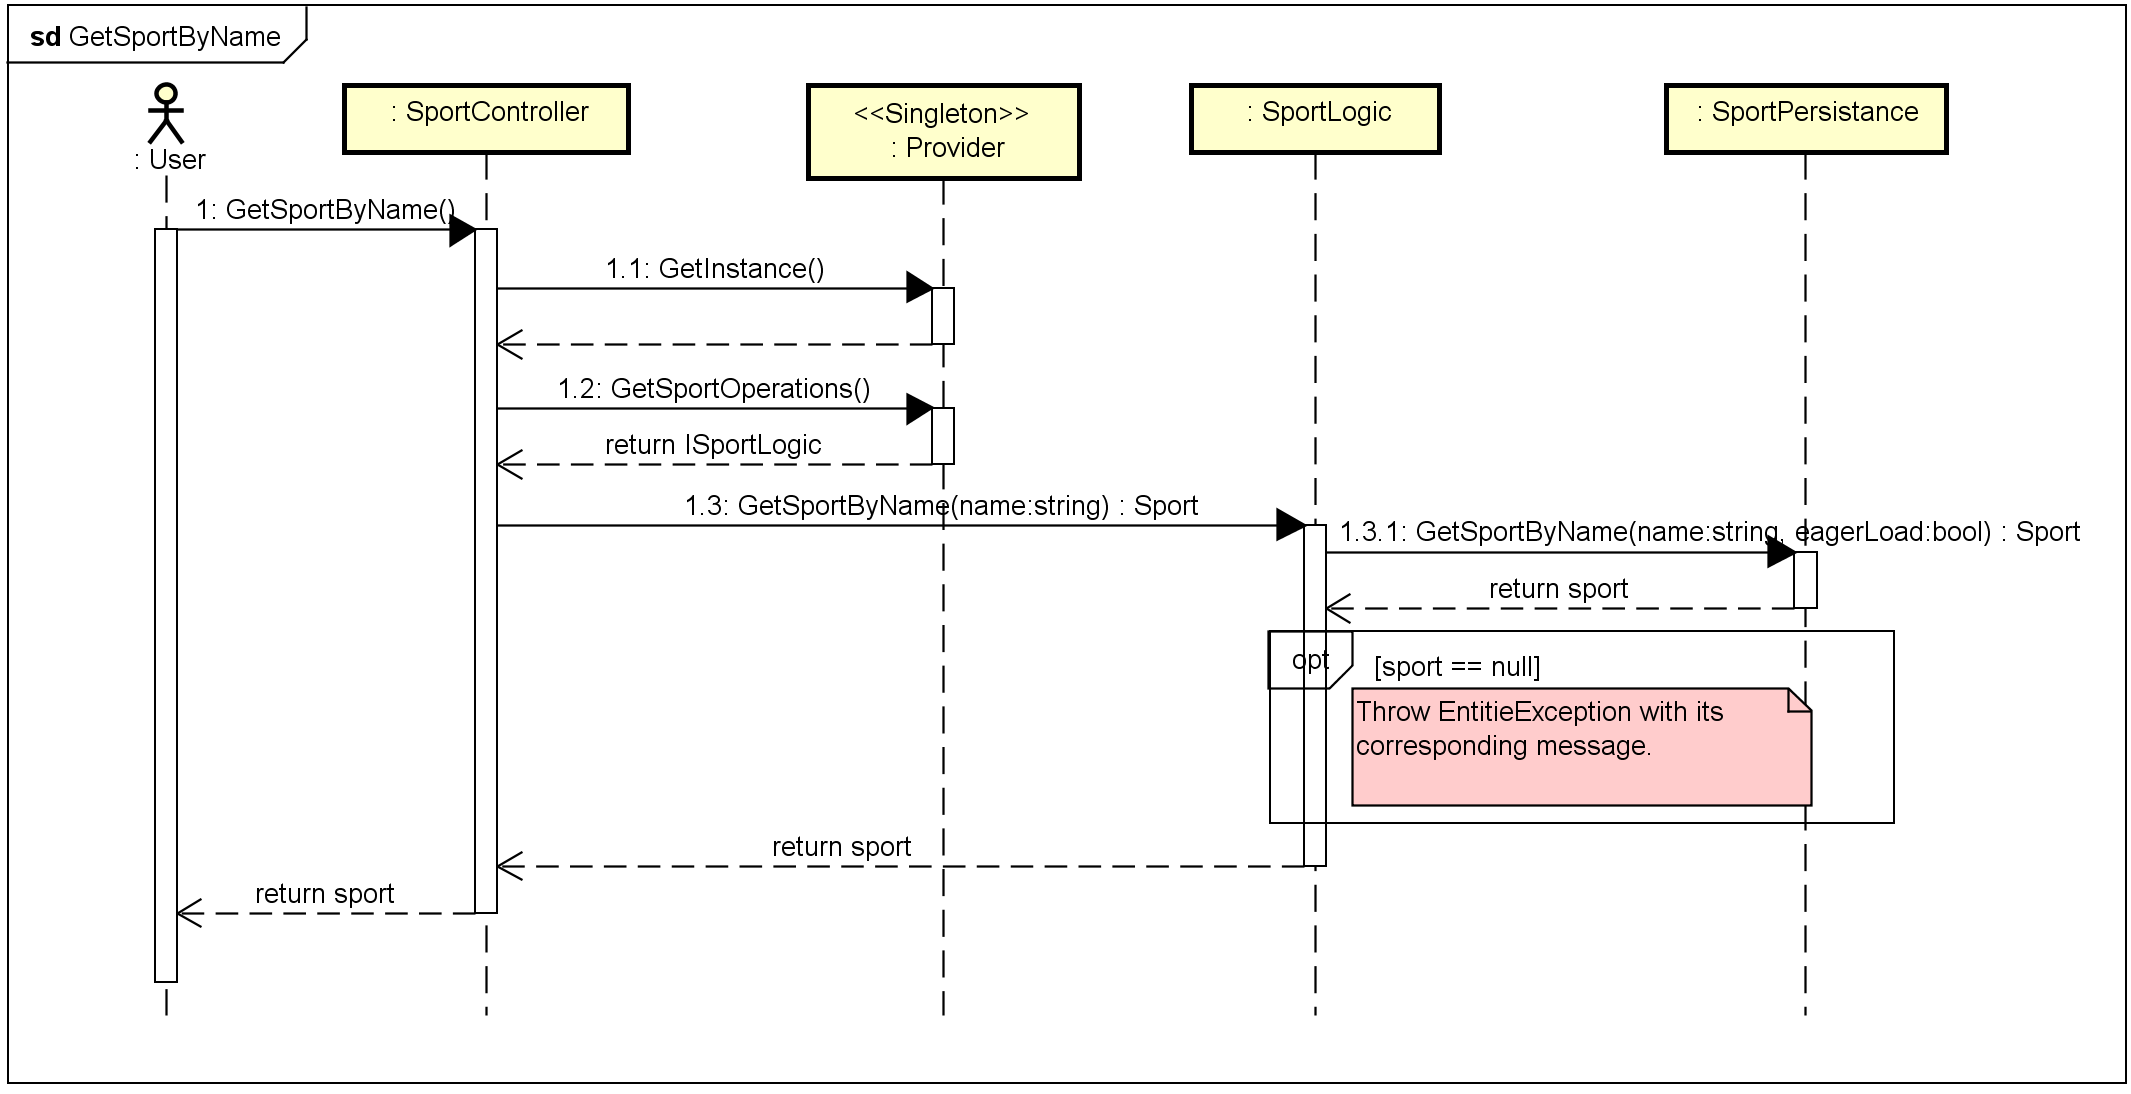 sd GetSportByName
: User
: SportController
<<Singleton>>
: Provider
: SportLogic
: SportPersistance
1: GetSportByName()
1.1: GetInstance()
1.2: GetSportOperations()
return ISportLogic
1.3: GetSportByName(name:string) : Sport
1.3.1: GetSportByName(name:string, eagerLoad:bool) : Sport
return sport
opt
[sport == null]
Throw EntitieException with its
corresponding message.
return sport
return sport